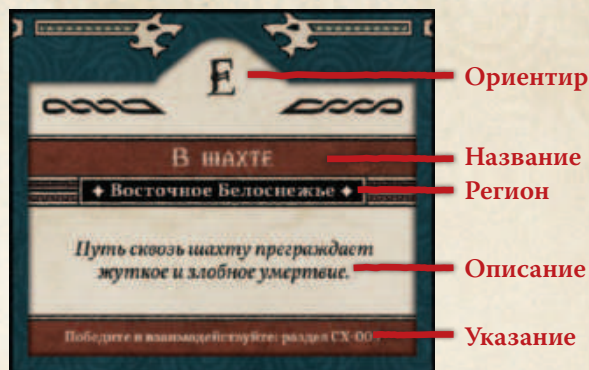 E
Ориентир
В шахте
Название
✦ Восточное Белоснежье ✦
Регион
Путь сквозь шахту преграждает
жуткое и злобное умертвие.
Описание
Победите и взаимодействуйте: раздел
Указание